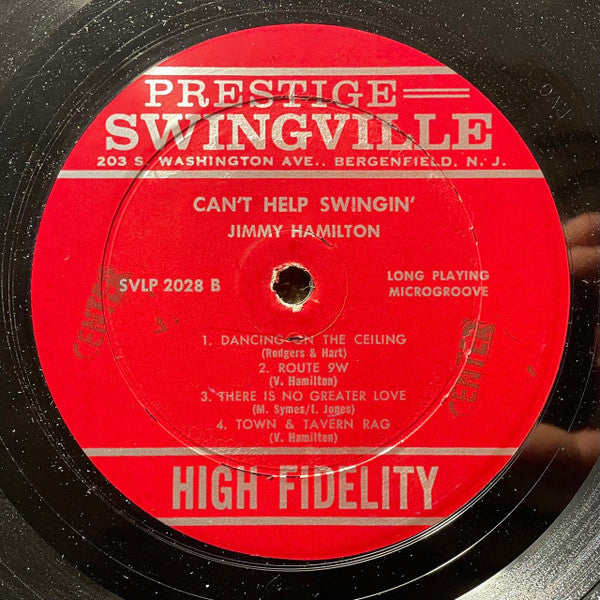 PRESTIGE
SWINGVILLE
203 S. WASHINGTON AVE., BERGENFIELD, N. J.
CAN'T HELP SWINGIN'
JIMMY HAMILTON
SVLP 2028 B
LONG PLAYING
MICROGROOVE
1. DANCING ON THE CEILING
(Rodgers & Hart)
2. ROUTE 9W
(V. Hamilton)
3. THERE IS NO GREATER LOVE
(M. Symes/I. Jones)
4. TOWN & TAVERN RAG
(V. Hamilton)
CENTER
CENTER
HIGH FIDELITY